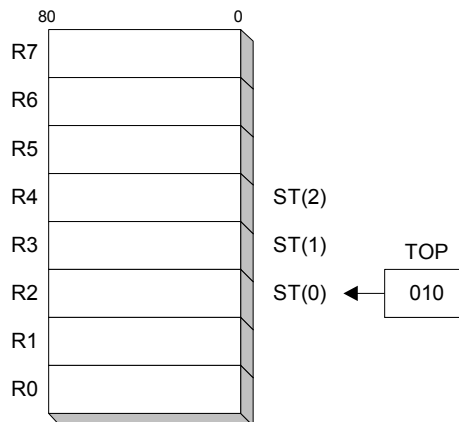 80 0
R7
R6
R5
R4 ST(2)
R3 ST(1)
TOP
R2 ST(0) 010
R1
R0